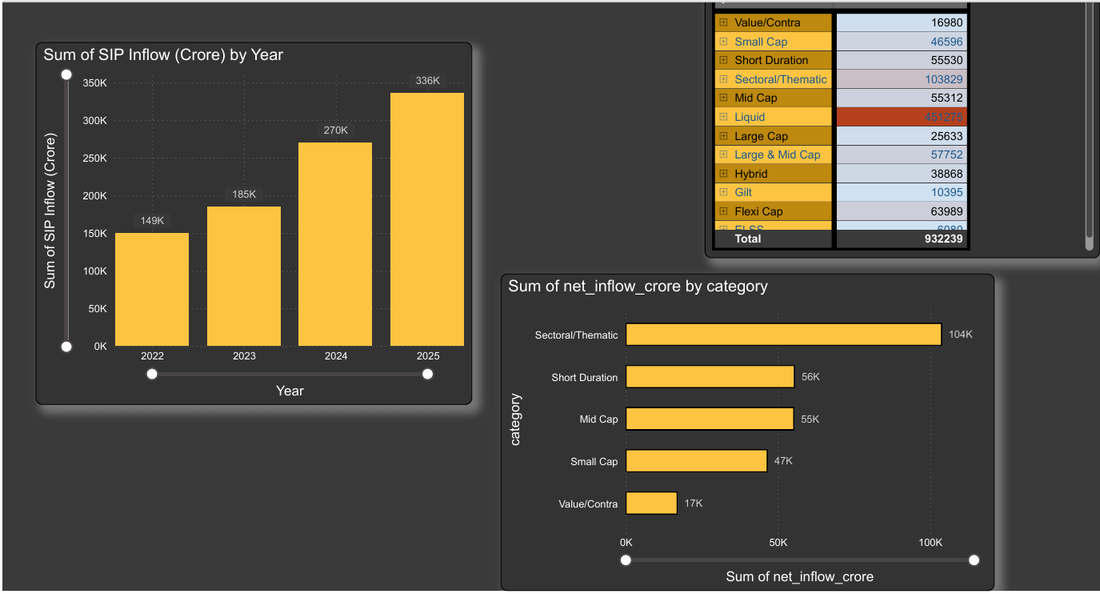 Sum of SIP Inflow (Crore) by Year
Sum of SIP Inflow (Crore)
350K
300K
250K
200K
150K
100K
50K
0K
149K
185K
270K
336K
2022
2023
2024
2025
Year
Value/Contra 16980
Small Cap 46596
Short Duration 55530
Sectoral/Thematic 103829
Mid Cap 55312
Liquid 451275
Large Cap 25633
Large & Mid Cap 57752
Hybrid 38868
Gilt 10395
Flexi Cap 63989
ELSS 6080
Total 932239
Sum of net_inflow_crore by category
category
Sectoral/Thematic 104K
Short Duration 56K
Mid Cap 55K
Small Cap 47K
Value/Contra 17K
0K
50K
100K
Sum of net_inflow_crore